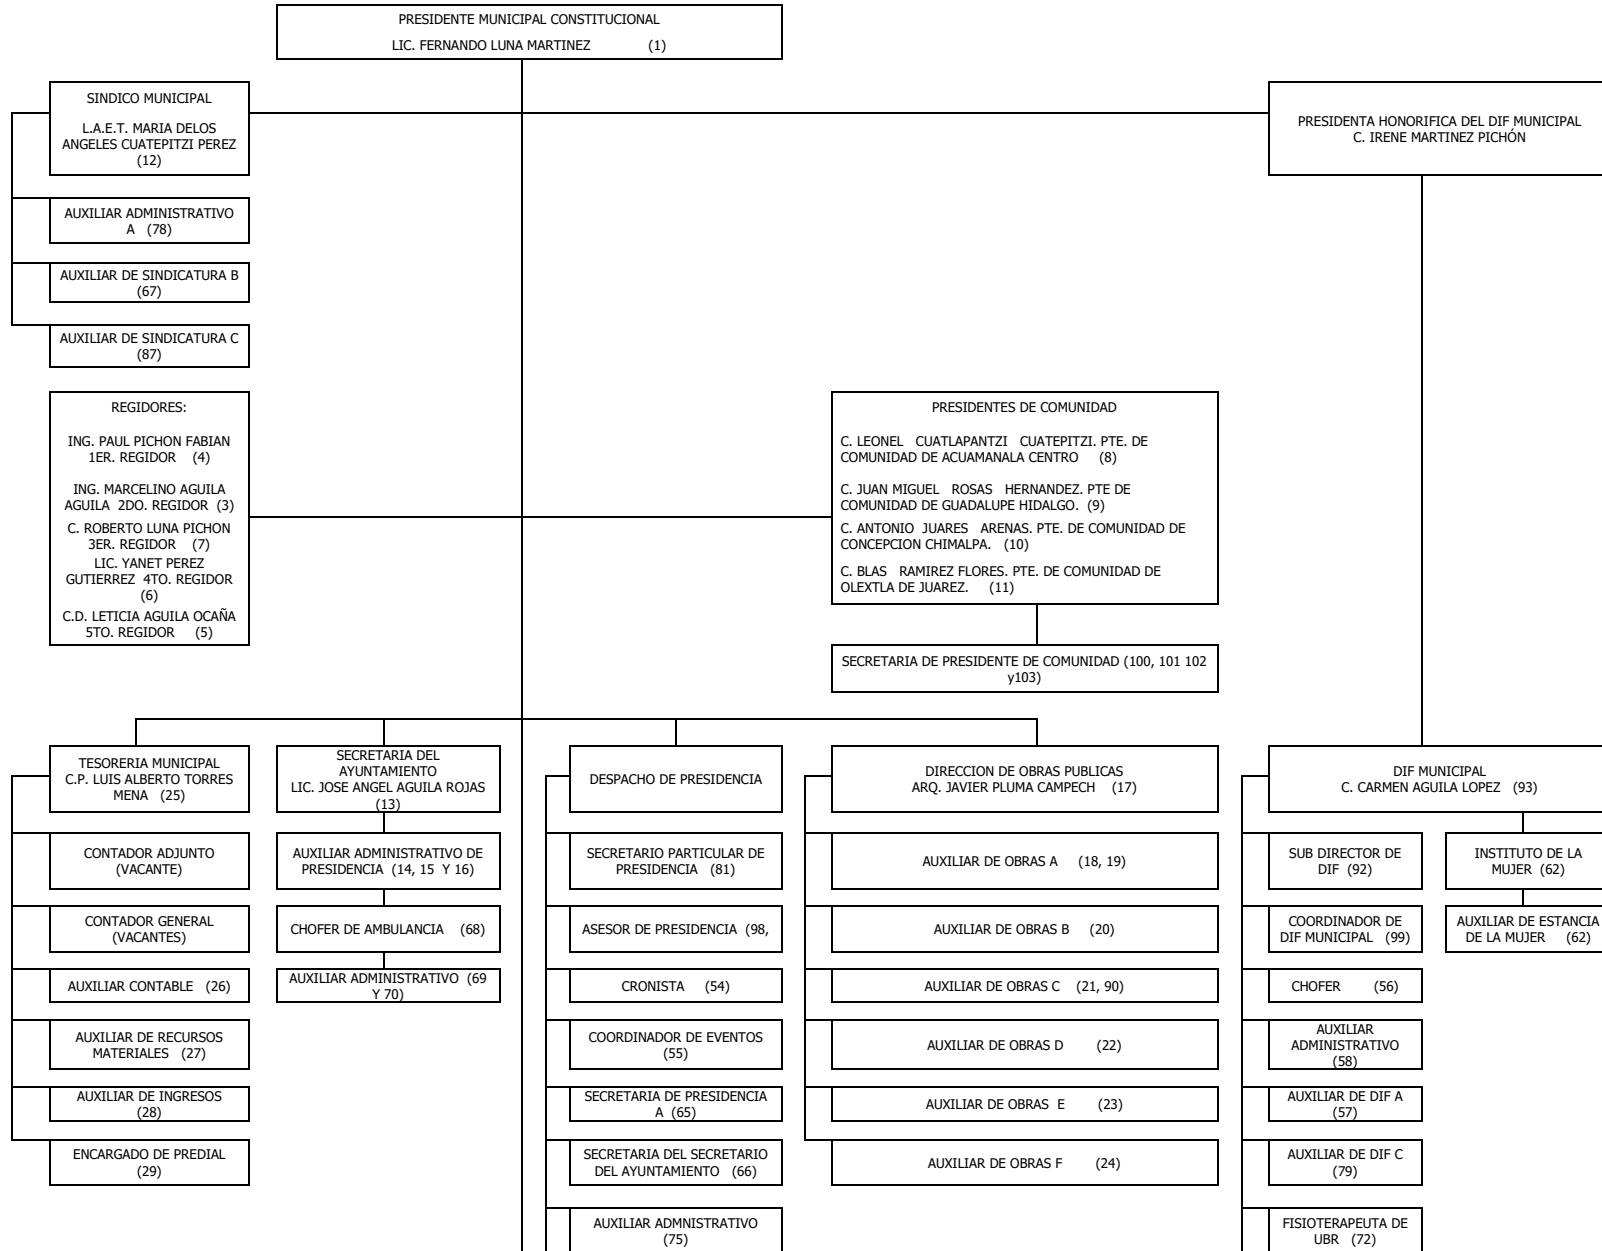 PRESIDENTE MUNICIPAL CONSTITUCIONAL
LIC. FERNANDO LUNA MARTINEZ (1)
SINDICO MUNICIPAL
L.A.E.T. MARIA DELOS
ANGELES CUATEPITZI PEREZ
(12)
PRESIDENTA HONORIFICA DEL DIF MUNICIPAL
C. IRENE MARTINEZ PICHÓN
AUXILIAR ADMINISTRATIVO
A (78)
AUXILIAR DE SINDICATURA B
(67)
AUXILIAR DE SINDICATURA C
(87)
REGIDORES:
ING. PAUL PICHON FABIAN
1ER. REGIDOR (4)
ING. MARCELINO AGUILA
AGUILA 2DO. REGIDOR (3)
C. ROBERTO LUNA PICHON
3ER. REGIDOR (7)
LIC. YANET PEREZ
GUTIERREZ 4TO. REGIDOR
(6)
C.D. LETICIA AGUILA OCAÑA
5TO. REGIDOR (5)
PRESIDENTES DE COMUNIDAD
C. LEONEL CUATLAPANTZI CUATEPITZI. PTE. DE
COMUNIDAD DE ACUAMANALA CENTRO (8)
C. JUAN MIGUEL ROSAS HERNANDEZ. PTE DE
COMUNIDAD DE GUADALUPE HIDALGO. (9)
C. ANTONIO JUARES ARENAS. PTE. DE COMUNIDAD DE
CONCEPCION CHIMALPA. (10)
C. BLAS RAMIREZ FLORES. PTE. DE COMUNIDAD DE
OLEXTLA DE JUAREZ. (11)
SECRETARIA DE PRESIDENTE DE COMUNIDAD (100, 101 102
y103)
TESORERIA MUNICIPAL
C.P. LUIS ALBERTO TORRES
MENA (25)
CONTADOR ADJUNTO
(VACANTE)
CONTADOR GENERAL
(VACANTES)
AUXILIAR CONTABLE (26)
AUXILIAR DE RECURSOS
MATERIALES (27)
AUXILIAR DE INGRESOS
(28)
ENCARGADO DE PREDIAL
(29)
SECRETARIA DEL
AYUNTAMIENTO
LIC. JOSE ANGEL AGUILA ROJAS
(13)
AUXILIAR ADMINISTRATIVO DE
PRESIDENCIA (14, 15 Y 16)
CHOFER DE AMBULANCIA (68)
AUXILIAR ADMINISTRATIVO (69
Y 70)
DESPACHO DE PRESIDENCIA
SECRETARIO PARTICULAR DE
PRESIDENCIA (81)
ASESOR DE PRESIDENCIA (98,
CRONISTA (54)
COORDINADOR DE EVENTOS
(55)
SECRETARIA DE PRESIDENCIA
A (65)
SECRETARIA DEL SECRETARIO
DEL AYUNTAMIENTO (66)
AUXILIAR ADMNISTRATIVO
(75)
DIRECCION DE OBRAS PUBLICAS
ARQ. JAVIER PLUMA CAMPECH (17)
AUXILIAR DE OBRAS A (18, 19)
AUXILIAR DE OBRAS B (20)
AUXILIAR DE OBRAS C (21, 90)
AUXILIAR DE OBRAS D (22)
AUXILIAR DE OBRAS E (23)
AUXILIAR DE OBRAS F (24)
DIF MUNICIPAL
C. CARMEN AGUILA LOPEZ (93)
SUB DIRECTOR DE
DIF (92)
COORDINADOR DE
DIF MUNICIPAL (99)
CHOFER (56)
AUXILIAR
ADMINISTRATIVO
(58)
AUXILIAR DE DIF A
(57)
AUXILIAR DE DIF C
(79)
FISIOTERAPEUTA DE
UBR (72)
INSTITUTO DE LA
MUJER (62)
AUXILIAR DE ESTANCIA
DE LA MUJER (62)